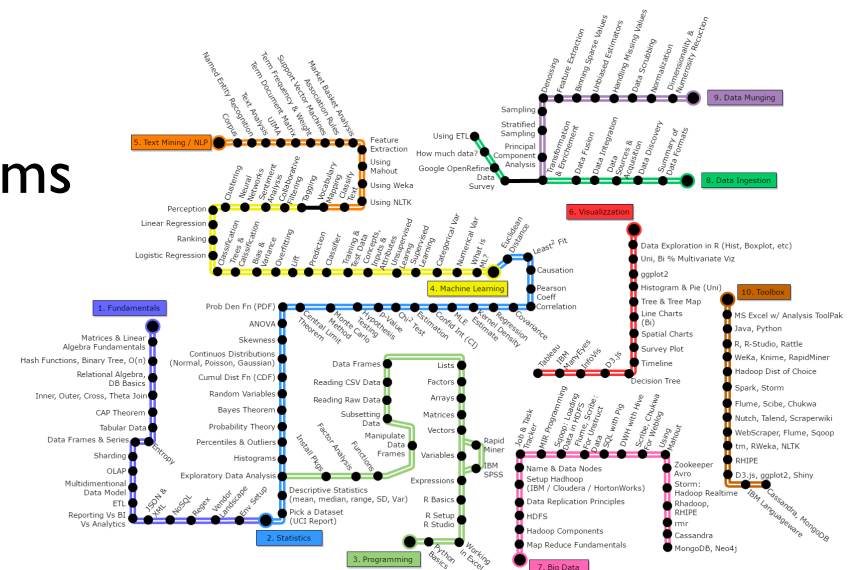 ms
Market Basket Analysis
Association Rules
Support Vector Machines
Term Frequency & Weight
Term Document Matrix
UIMA
Text Analysis
Named Entity Recognition
Corpus
5. Text Mining / NLP
Feature
Extraction
Using
Mahout
Using Weka
Using NLTK
Classify
Text
Vocabulary
Mapping
Tagging
Collaborative
Filtering
Sentiment
Analysis
Neural
Networks
Clustering
Perception
Linear Regression
Ranking
Logistic Regression
Classification
Trees &
Classification
Bias &
Variance
Overfitting
Lift
Prediction
Classifier
Training &
Test Data
Concepts,
Inputs &
Attributes
Unsupervised
Learing
Supervised
Learning
Categorical Var
Numerical Var
What is
ML?
4. Machine Learning
Euclidean
Distance
Least² Fit
Causation
Pearson
Coeff
Correlation
Covariance
Regression
Kernel Density
Estimate
MLE
Confid Int (CI)
Estimation
Chi² Test
p-Value
Hypothesis
Testing
Monte Carlo
Method
Central Limit
Theorem
Prob Den Fn (PDF)
ANOVA
Skewness
Continuos Distributions
(Normal, Poisson, Gaussian)
Cumul Dist Fn (CDF)
Random Variables
Bayes Theorem
Probability Theory
Percentiles & Outliers
Histograms
Exploratory Data Analysis
Descriptive Statistics
(mean, median, range, SD, Var)
Pick a Dataset
(UCI Report)
2. Statistics
1. Fundamentals
Matrices & Linear
Algebra Fundamentals
Hash Functions, Binary Tree, O(n)
Relational Algebra,
DB Basics
Inner, Outer, Cross, Theta Join
CAP Theorem
Tabular Data
Data Frames & Series
Entropy
Sharding
OLAP
Multidimentional
Data Model
ETL
Reporting Vs BI
Vs Analytics
JSON &
XML
NoSQL
Regex
Vendor
Landscape
Env Setup
Install Pkgs
Factor Analysis
Functions
Manipulate
Data
Frames
Subsetting
Data
Reading Raw Data
Reading CSV Data
Data Frames
Lists
Factors
Arrays
Matrices
Vectors
Variables
Rapid
Miner
IBM
SPSS
Expressions
R Basics
R Setup
R Studio
Working
in Excel
Python
Basics
3. Programming
Using ETL
How much data?
Google OpenRefine
Data
Survey
Sampling
Stratified
Sampling
Principal
Component
Analysis
Denoising
Feature Extraction
Binning Sparse Values
Unbiased Estimators
Handling Missing Values
Data Scrubbing
Normalization
Dimensionality &
Numerosity Recuction
9. Data Munging
Transformation
& Enrichment
Data Fusion
Data Integration
Data
Sources &
Acqusition
Data Discovery
Summary of
Data Formats
8. Data Ingestion
6. Visualizzation
Data Exploration in R (Hist, Boxplot, etc)
Uni, Bi % Multivariate Viz
ggplot2
Histogram & Pie (Uni)
Tree & Tree Map
Line Charts
(Bi)
Spatial Charts
Survey Plot
Timeline
Decision Tree
D3.js
InfoVis
IBM
ManyEyes
Tableau
10. Toolbox
MS Excel w/ Analysis ToolPak
Java, Python
R, R-Studio, Rattle
WeKa, Knime, RapidMiner
Hadoop Dist of Choice
Spark, Storm
Flume, Scibe, Chukwa
Nutch, Talend, Scraperwiki
WebScraper, Flume, Sqoop
tm, RWeka, NLTK
RHIPE
D3.js, ggplot2, Shiny
IBM Languageware
Cassandra, MongoDB
Job & Task
Tracker
M/R Programming
Sqoop: Loading
Data in HDFS
Flume, Scribe:
For Unstruct
Data
SQL with Pig
DWH with Hive
Scribe, Chukwa
for Weblog
Using
Mahout
Name & Data Nodes
Setup Hadhoop
(IBM / Cloudera / HortonWorks)
Data Replication Principles
HDFS
Hadoop Components
Map Reduce Fundamentals
7. Big Data
Zookeeper
Avro
Storm:
Hadoop Realtime
Rhadoop,
RHIPE
rmr
Cassandra
MongoDB, Neo4j